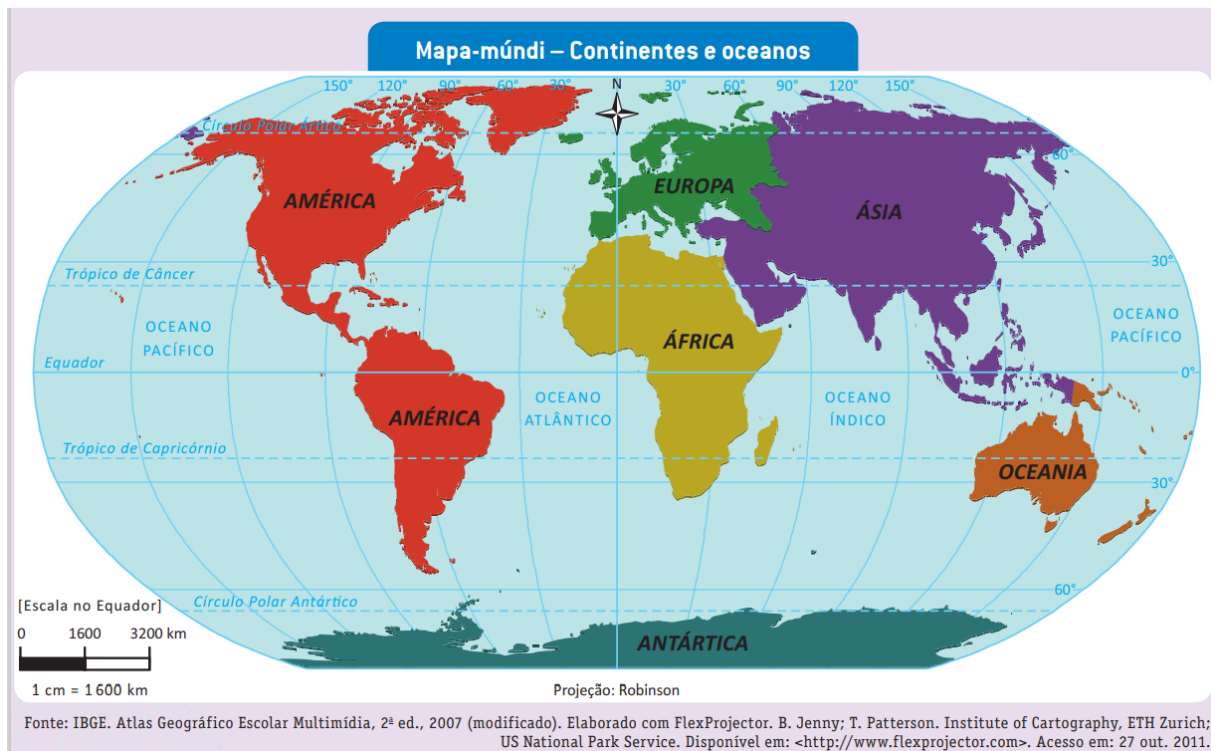 Mapa-múndi – Continentes e oceanos
150° 120° 90° 60° 30° N 30° 60° 90° 120° 150°
Círculo Polar Ártico
60°
AMÉRICA
EUROPA
ÁSIA
Trópico de Câncer
30°
OCEANO
PACÍFICO
ÁFRICA
OCEANO
PACÍFICO
Equador
0°
AMÉRICA
OCEANO
ATLÂNTICO
OCEANO
ÍNDICO
Trópico de Capricórnio
OCEANIA
30°
Círculo Polar Antártico
60°
ANTÁRTICA
[Escala no Equador]
0 1600 3200 km
1 cm = 1 600 km
Projeção: Robinson
Fonte: IBGE. Atlas Geográfico Escolar Multimídia, 2ª ed., 2007 (modificado). Elaborado com FlexProjector. B. Jenny; T. Patterson. Institute of Cartography, ETH Zurich;
US National Park Service. Disponível em: <http://www.flexprojector.com>. Acesso em: 27 out. 2011.